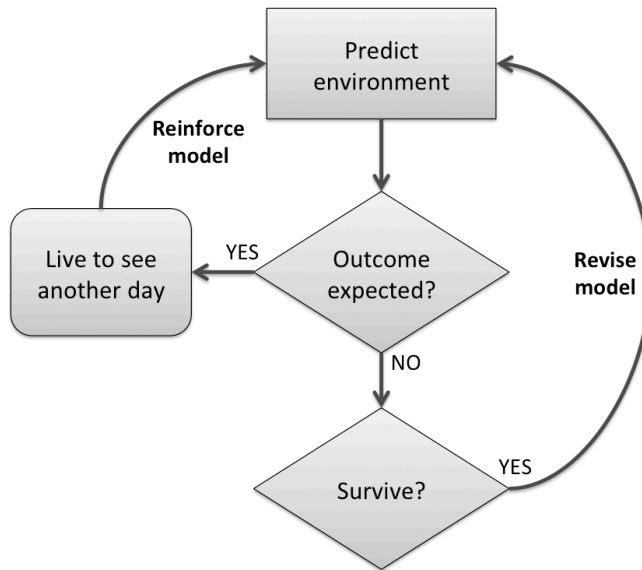 Predict
environment
Reinforce
model
Live to see
another day
YES
Outcome
expected?
Revise
model
NO
Survive?
YES